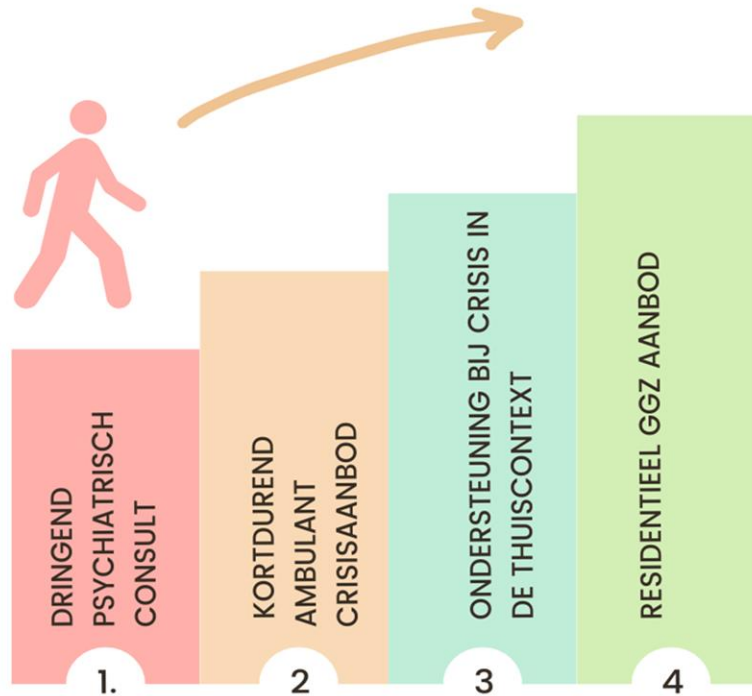 DRINGEND
PSYCHIATRISCH
CONSULT
1.
KORTDUREND
AMBULANT
CRISISAANBOD
2
ONDERSTEUNING BIJ CRISIS IN
DE THUISCONTEXT
3
RESIDENTIEEL GGZ AANBOD
4